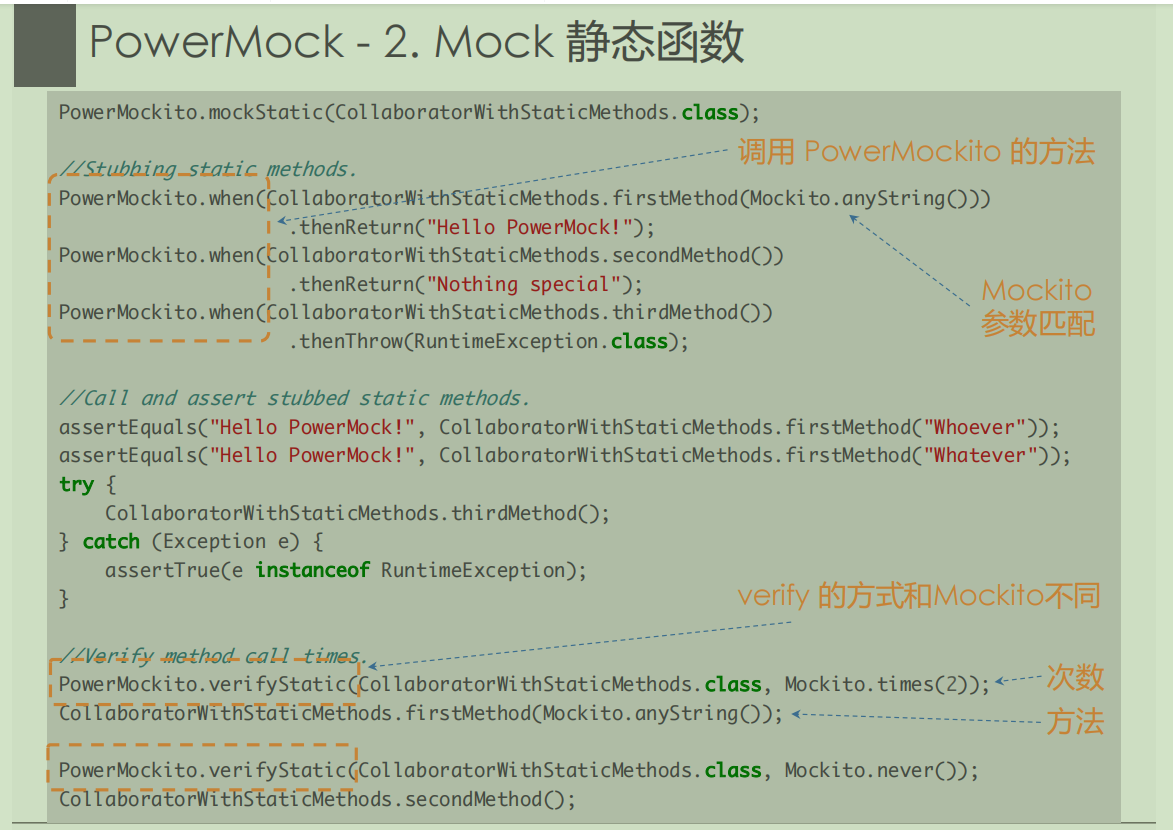 PowerMock - 2. Mock 静态函数
PowerMockito.mockStatic(CollaboratorWithStaticMethods.class);
调用 PowerMockito 的方法
//Stubbing static methods.
PowerMockito.when(CollaboratorWithStaticMethods.firstMethod(Mockito.anyString()))
.thenReturn("Hello PowerMock!");
PowerMockito.when(CollaboratorWithStaticMethods.secondMethod())
.thenReturn("Nothing special");
Mockito
参数匹配
PowerMockito.when(CollaboratorWithStaticMethods.thirdMethod())
.thenThrow(RuntimeException.class);
//Call and assert stubbed static methods.
assertEquals("Hello PowerMock!", CollaboratorWithStaticMethods.firstMethod("Whoever"));
assertEquals("Hello PowerMock!", CollaboratorWithStaticMethods.firstMethod("Whatever"));
try {
CollaboratorWithStaticMethods.thirdMethod();
} catch (Exception e) {
assertTrue(e instanceof RuntimeException);
}
verify 的方式和Mockito不同
//Verify method call times.
PowerMockito.verifyStatic(CollaboratorWithStaticMethods.class, Mockito.times(2));
次数
CollaboratorWithStaticMethods.firstMethod(Mockito.anyString());
方法
PowerMockito.verifyStatic(CollaboratorWithStaticMethods.class, Mockito.never());
CollaboratorWithStaticMethods.secondMethod();